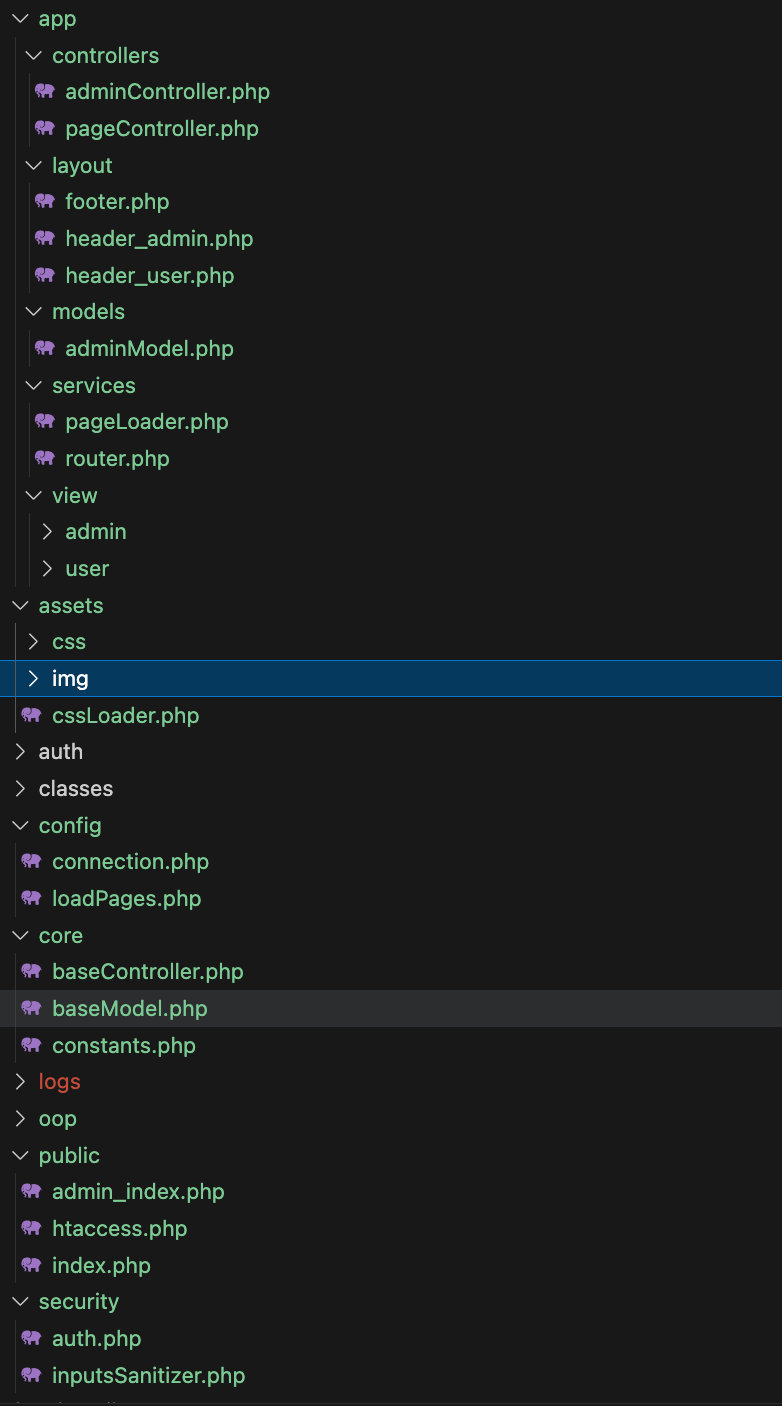 app
controllers
adminController.php
pageController.php
layout
footer.php
header_admin.php
header_user.php
models
adminModel.php
services
pageLoader.php
router.php
view
admin
user
assets
css
img
cssLoader.php
auth
classes
config
connection.php
loadPages.php
core
baseController.php
baseModel.php
constants.php
logs
oop
public
admin_index.php
htaccess.php
index.php
security
auth.php
inputsSanitizer.php